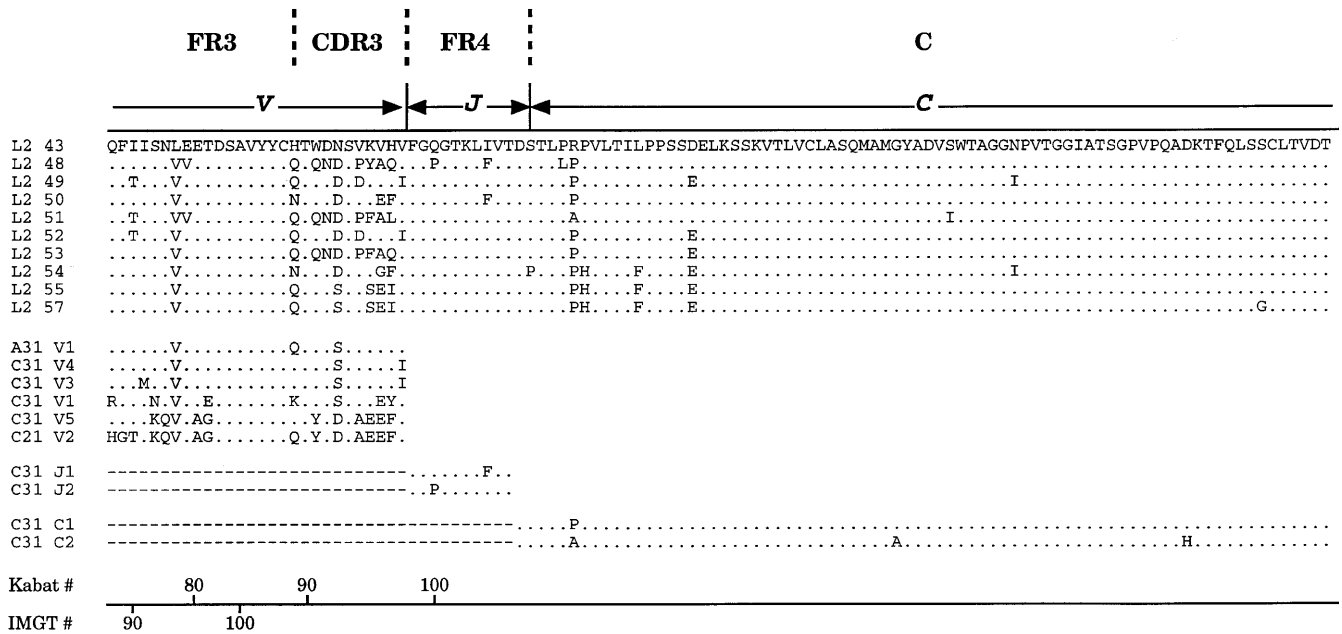 FR3 CDR3 FR4 C
V J C
L2 43 QFIISNLEETDSAVYYCHTWDNSVKVHVFGQGTKLIVTDSTLPRPVLTILPPSSDELKSSKVTLVCLASQMAMGYADVSWTAGGNPVTGGIATSGPVPQADKTFQLSSCLTVDT
L2 48 ......VV.........Q.QND.PYAQ...P....F......LP......................................................................
L2 49 ..T...V..........Q...D.D...I...............P..........E.............................I.............................
L2 50 ......V..........N...D...EF........F.......P......................................................................
L2 51 ..T...VV.........Q.QND.PFAL................A..................................I...................................
L2 52 ..T...V..........Q...D.D...I...............P..........E...........................................................
L2 53 ......V..........Q.QND.PFAQ................P..........E...........................................................
L2 54 ......V..........N...D...GF............P...PH....F....E.............................I.............................
L2 55 ......V..........Q...S..SEI................PH....F....E...........................................................
L2 57 ......V..........Q...S..SEI................PH....F....E....................................................G......
A31 V1 ......V..........Q...S......
C31 V4 ......V..............S.....I
C31 V3 ...M..V..............S.....I
C31 V1 R...N.V..E.......K...S...EY.
C31 V5 ....KQV.AG.........Y.D.AEEF.
C21 V2 HGT.KQV.AG.......Q.Y.D.AEEF.
C31 J1 ----------------------------.......F..
C31 J2 ----------------------------..P.......
C31 C1 --------------------------------------.....P......................................................................
C31 C2 --------------------------------------.....A.............................A..........................H.............
Kabat # 80 90 100
IMGT # 90 100